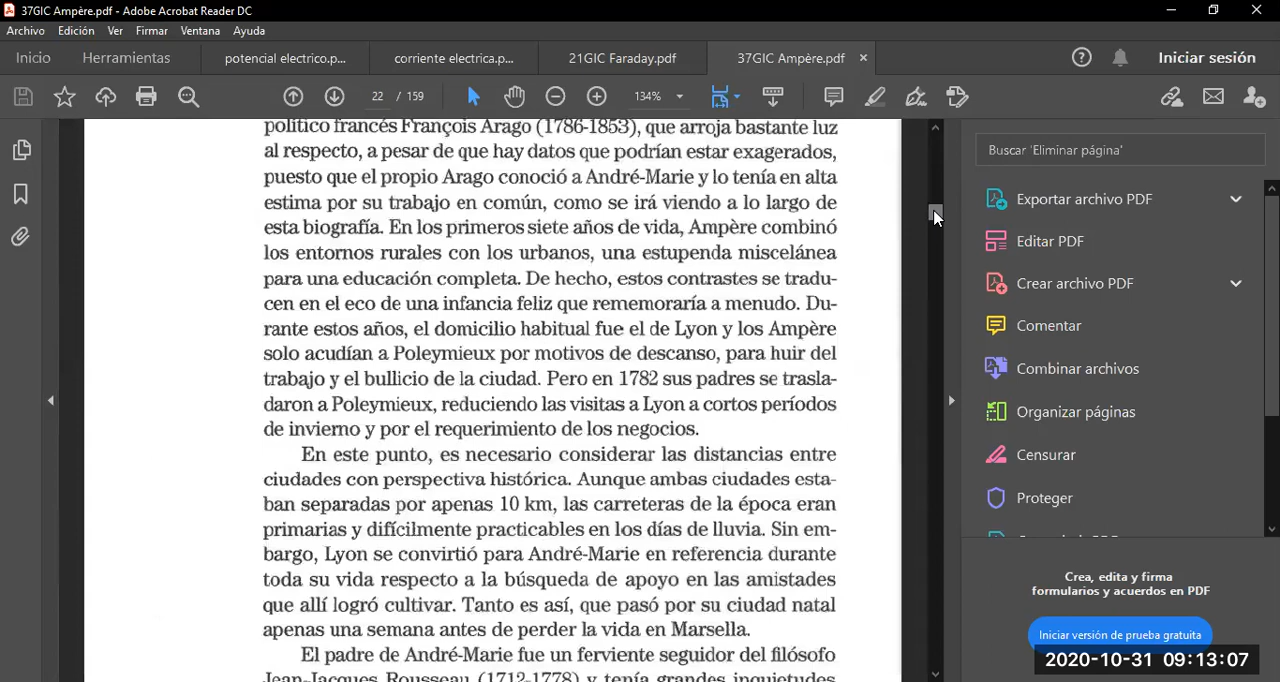 37GIC Ampère.pdf - Adobe Acrobat Reader DC
Archivo Edición Ver Firmar Ventana Ayuda
Inicio Herramientas potencial electrico.p... corriente electrica.p... 21GIC Faraday.pdf 37GIC Ampère.pdf Iniciar sesión
22 / 159 134%
político francés François Arago (1786-1853), que arroja bastante luz
al respecto, a pesar de que hay datos que podrían estar exagerados,
puesto que el propio Arago conoció a André-Marie y lo tenía en alta
estima por su trabajo en común, como se irá viendo a lo largo de
esta biografía. En los primeros siete años de vida, Ampère combinó
los entornos rurales con los urbanos, una estupenda miscelánea
para una educación completa. De hecho, estos contrastes se tradu-
cen en el eco de una infancia feliz que rememoraría a menudo. Du-
rante estos años, el domicilio habitual fue el de Lyon y los Ampère
solo acudían a Poleymieux por motivos de descanso, para huir del
trabajo y el bullicio de la ciudad. Pero en 1782 sus padres se trasla-
daron a Poleymieux, reduciendo las visitas a Lyon a cortos períodos
de invierno y por el requerimiento de los negocios.
En este punto, es necesario considerar las distancias entre
ciudades con perspectiva histórica. Aunque ambas ciudades esta-
ban separadas por apenas 10 km, las carreteras de la época eran
primarias y difícilmente practicables en los días de lluvia. Sin em-
bargo, Lyon se convirtió para André-Marie en referencia durante
toda su vida respecto a la búsqueda de apoyo en las amistades
que allí logró cultivar. Tanto es así, que pasó por su ciudad natal
apenas una semana antes de perder la vida en Marsella.
El padre de André-Marie fue un ferviente seguidor del filósofo
Jean-Jacques Rousseau (1712-1778) y tenía grandes inquietudes
Buscar 'Eliminar página'
Exportar archivo PDF
Editar PDF
Crear archivo PDF
Comentar
Combinar archivos
Organizar páginas
Censurar
Proteger
Crea, edita y firma
formularios y acuerdos en PDF
Iniciar versión de prueba gratuita
2020-10-31 09:13:07